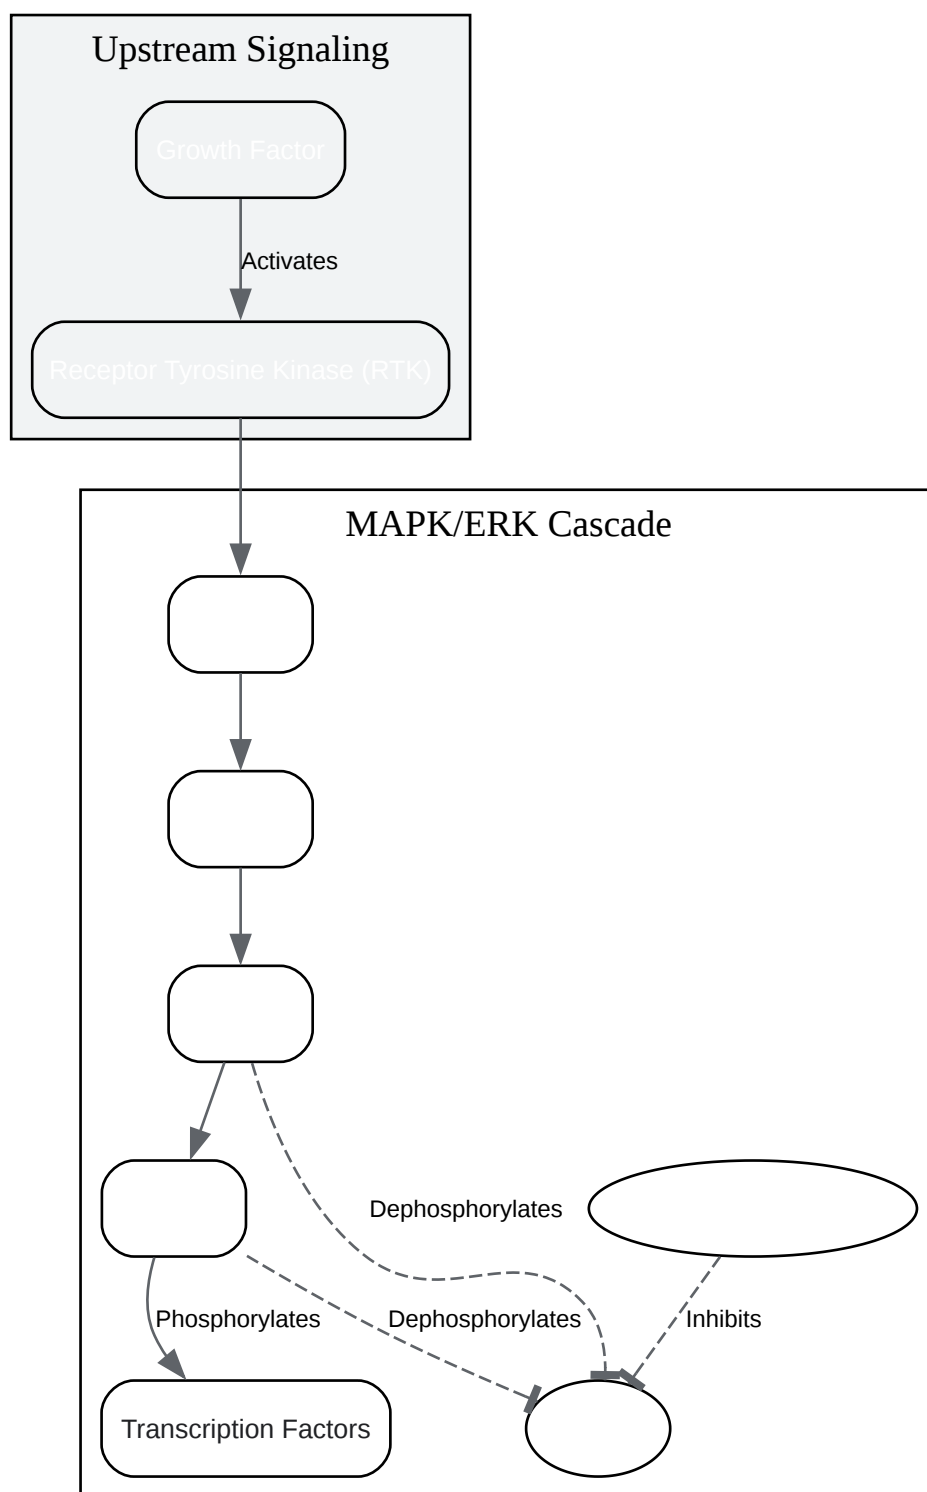 Upstream Signaling
Growth Factor
Activates
Receptor Tyrosine Kinase (RTK)
MAPK/ERK Cascade
Dephosphorylates
Phosphorylates
Dephosphorylates
Inhibits
Transcription Factors